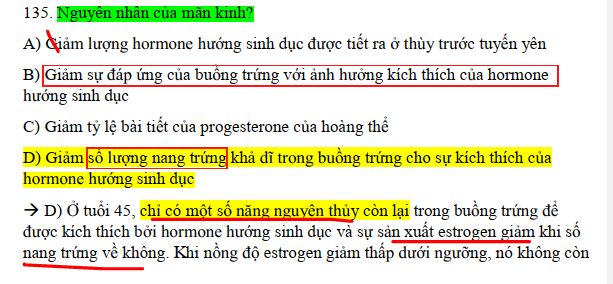 135. Nguyên nhân của mãn kinh?
A) Giảm lượng hormone hướng sinh dục được tiết ra ở thùy trước tuyến yên
B) Giảm sự đáp ứng của buồng trứng với ảnh hưởng kích thích của hormone
hướng sinh dục
C) Giảm tỷ lệ bài tiết của progesterone của hoàng thể
D) Giảm số lượng nang trứng khả dĩ trong buồng trứng cho sự kích thích của
hormone hướng sinh dục
→ D) Ở tuổi 45, chỉ có một số năng nguyên thủy còn lại trong buồng trứng để
được kích thích bởi hormone hướng sinh dục và sự sản xuất estrogen giảm khi số
nang trứng về không. Khi nồng độ estrogen giảm thấp dưới ngưỡng, nó không còn